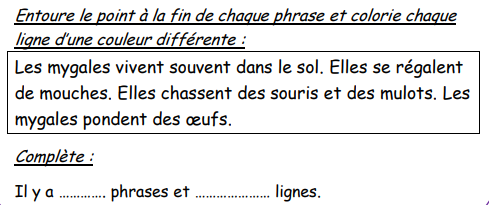 Entoure le point à la fin de chaque phrase et colorie chaque
ligne d'une couleur différente :
Les mygales vivent souvent dans le sol. Elles se régalent
de mouches. Elles chassent des souris et des mulots. Les
mygales pondent des œufs.
Complète :
Il y a …………. phrases et ………………… lignes.